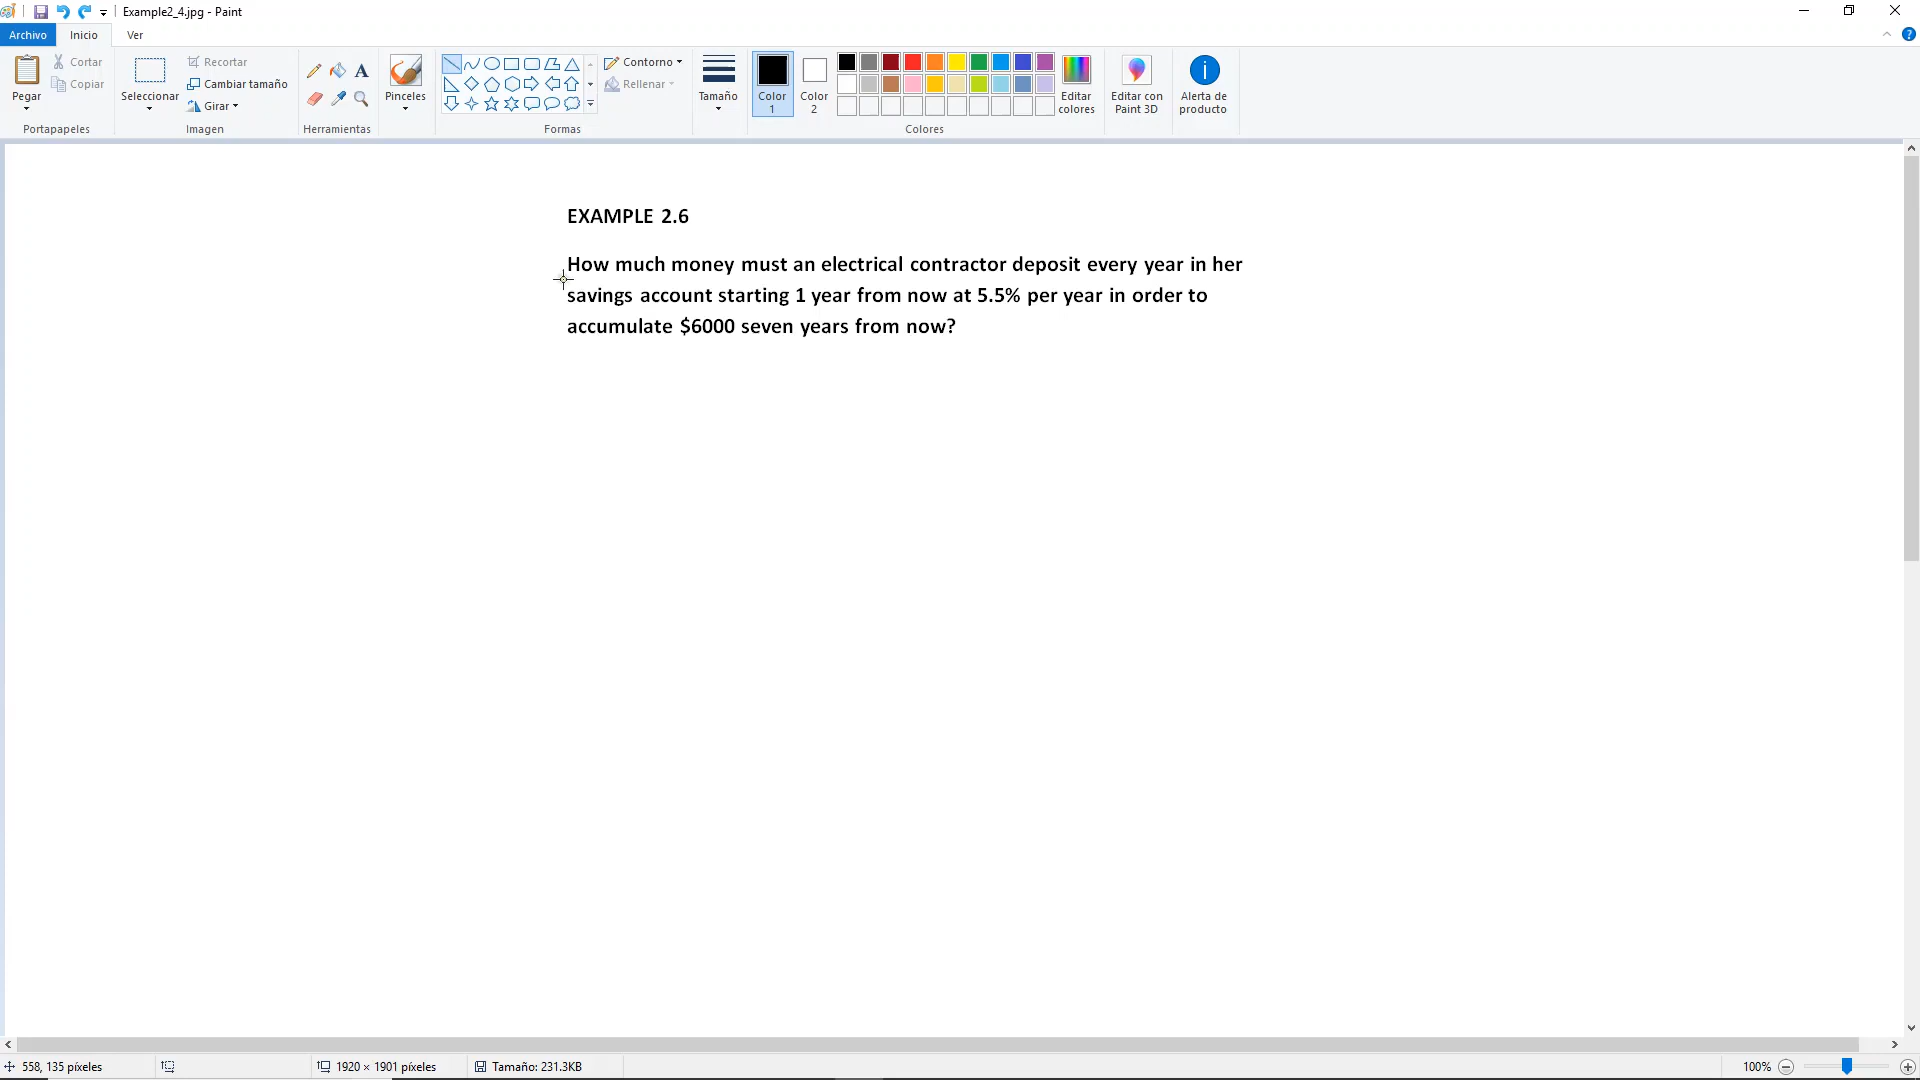 Example2_4.jpg - Paint
Archivo
Inicio
Ver
Pegar
Cortar
Copiar
Portapapeles
Seleccionar
Recortar
Cambiar tamaño
Girar
Imagen
A
Herramientas
Pinceles
Contorno
Rellenar
Formas
Tamaño
Color
1
Color
2
Editar
colores
Colores
Editar con
Paint 3D
Alerta de
producto
EXAMPLE 2.6
How much money must an electrical contractor deposit every year in her
savings account starting 1 year from now at 5.5% per year in order to
accumulate $6000 seven years from now?
558, 135 píxeles
1920 × 1901 píxeles
Tamaño: 231.3KB
100%